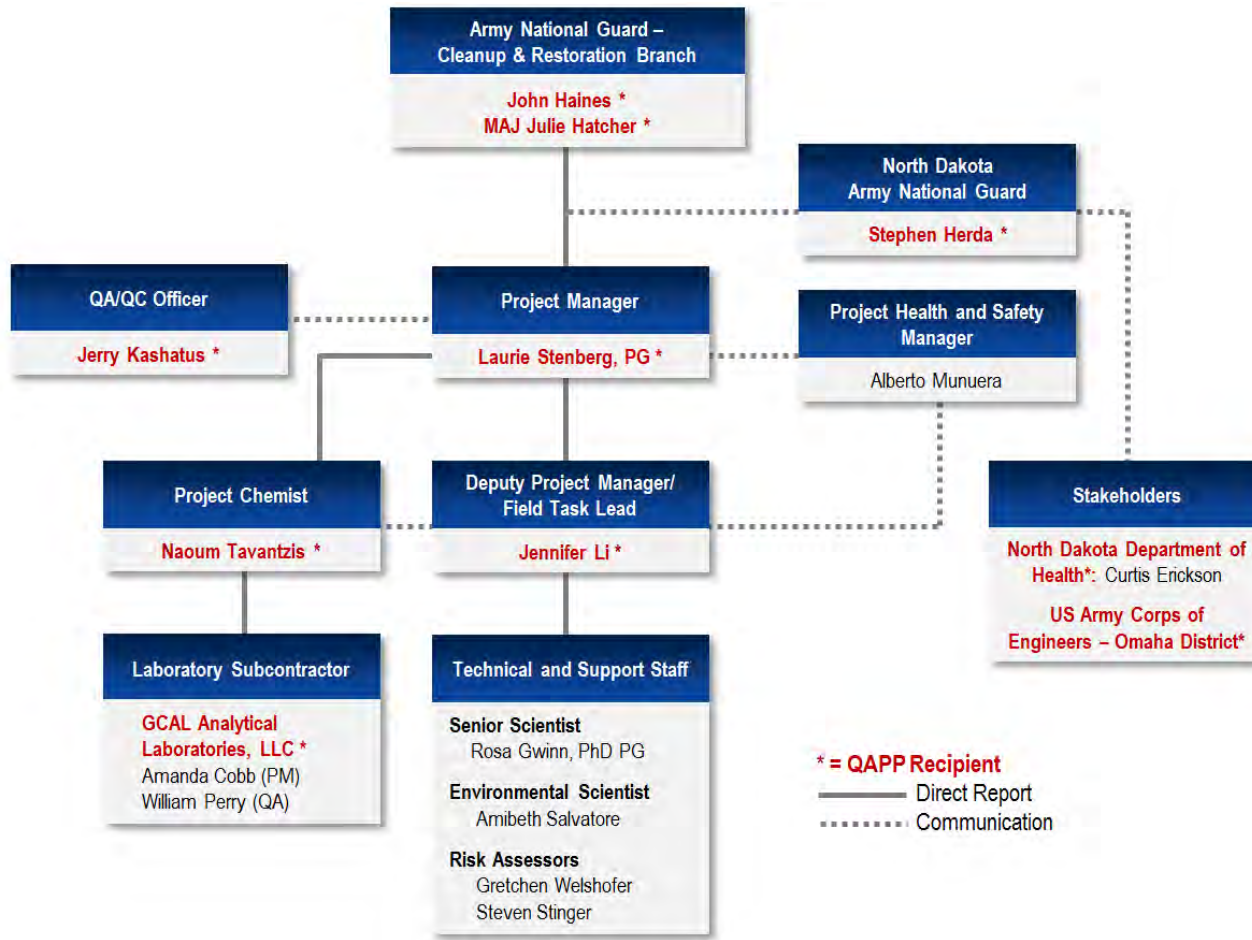 Army National Guard –
Cleanup & Restoration Branch
John Haines *
MAJ Julie Hatcher *
North Dakota
Army National Guard
Stephen Herda *
QA/QC Officer
Jerry Kashatus *
Project Manager
Laurie Stenberg, PG *
Project Health and Safety
Manager
Alberto Munuera
Project Chemist
Naoum Tavantzis *
Deputy Project Manager/
Field Task Lead
Jennifer Li *
Stakeholders
North Dakota Department of
Health*: Curtis Erickson
US Army Corps of
Engineers – Omaha District*
Laboratory Subcontractor
GCAL Analytical
Laboratories, LLC *
Amanda Cobb (PM)
William Perry (QA)
Technical and Support Staff
Senior Scientist
Rosa Gwinn, PhD PG
Environmental Scientist
Amibeth Salvatore
Risk Assessors
Gretchen Welshofer
Steven Stinger
* = QAPP Recipient
Direct Report
Communication